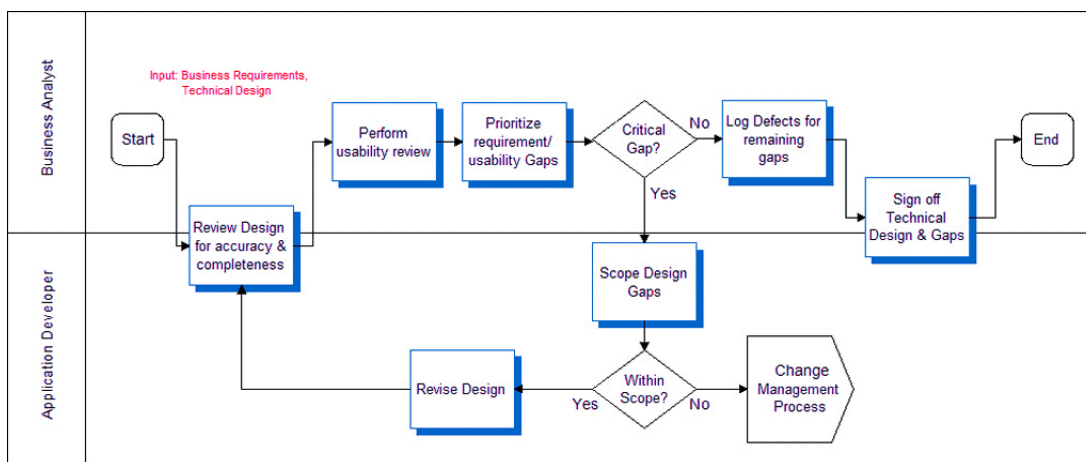 Business Analyst
Input: Business Requirements,
Technical Design
Start
Perform
usability review
Prioritize
requirement/
usability Gaps
Critical
Gap?
No
Yes
Log Defects for
remaining
gaps
End
Review Design
for accuracy &
completeness
Sign off
Technical
Design & Gaps
Application Developer
Scope Design
Gaps
Revise Design
Yes
Within
Scope?
No
Change
Management
Process